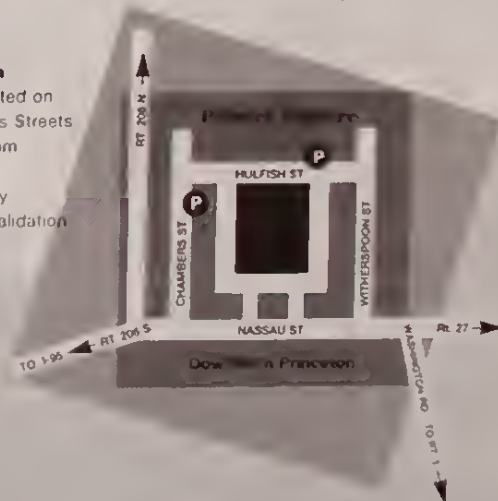 ted on
s Streets
om
y
alidation
RT 206 N
P
HULFISH ST
P
CHAMBERS ST
WITHERSPOON ST
RT 206 S
NASSAU ST
Rt. 27
TO I-95
Princeton
WASHINGTON RD TO RT 1